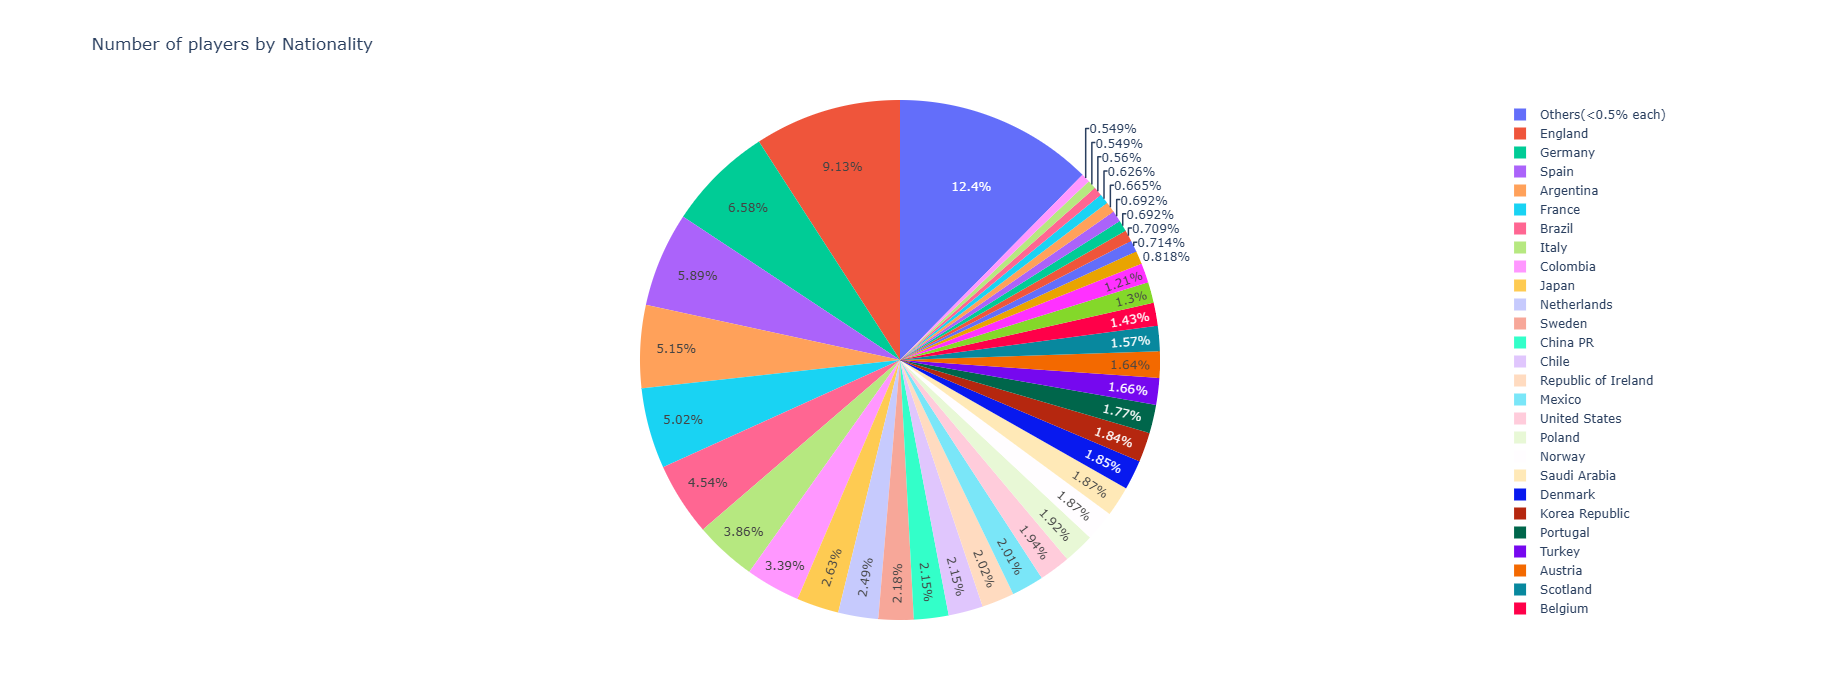 Number of players by Nationality
12.4%
9.13%
6.58%
5.89%
5.15%
5.02%
4.54%
3.86%
3.39%
2.63%
2.49%
2.18%
2.15%
2.15%
2.02%
2.01%
1.94%
1.92%
1.87%
1.87%
1.85%
1.84%
1.77%
1.66%
1.64%
1.57%
1.43%
1.3%
1.21%
0.818%
0.714%
0.709%
0.692%
0.692%
0.665%
0.626%
0.56%
0.549%
0.549%
Others(<0.5% each)
England
Germany
Spain
Argentina
France
Brazil
Italy
Colombia
Japan
Netherlands
Sweden
China PR
Chile
Republic of Ireland
Mexico
United States
Poland
Norway
Saudi Arabia
Denmark
Korea Republic
Portugal
Turkey
Austria
Scotland
Belgium